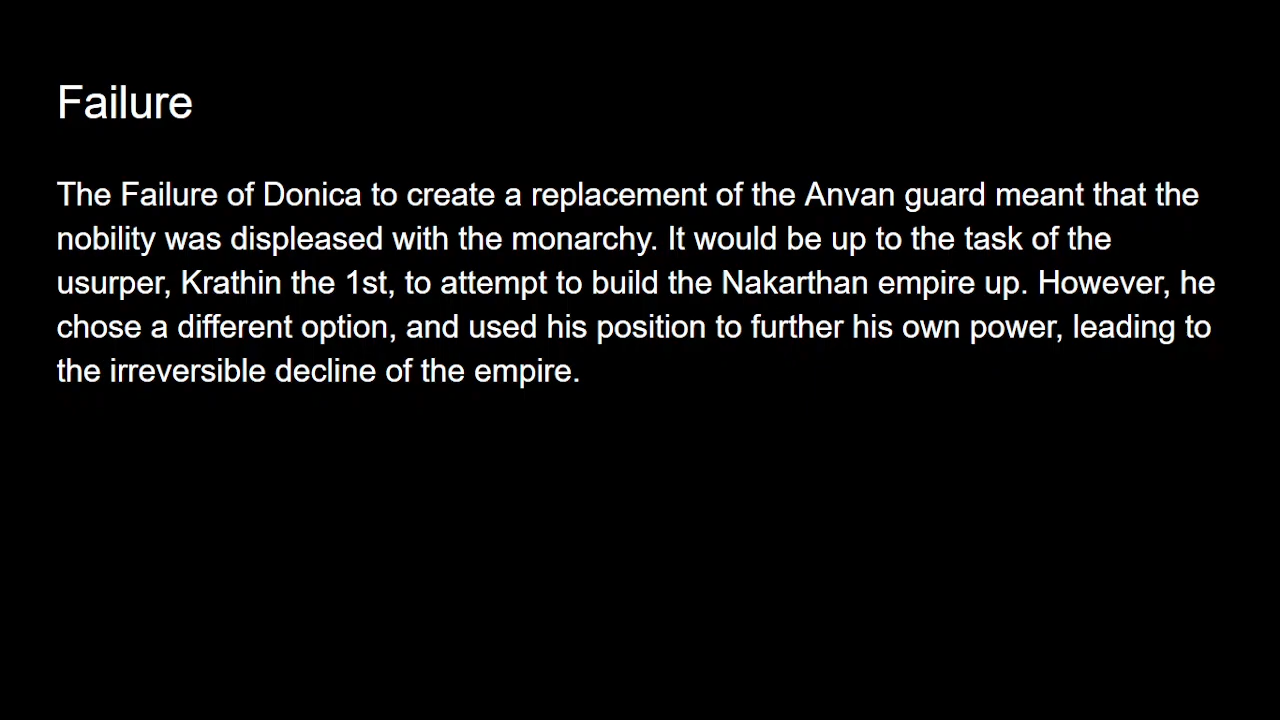 Failure
The Failure of Donica to create a replacement of the Anvan guard meant that the
nobility was displeased with the monarchy. It would be up to the task of the
usurper, Krathin the 1st, to attempt to build the Nakarthan empire up. However, he
chose a different option, and used his position to further his own power, leading to
the irreversible decline of the empire.